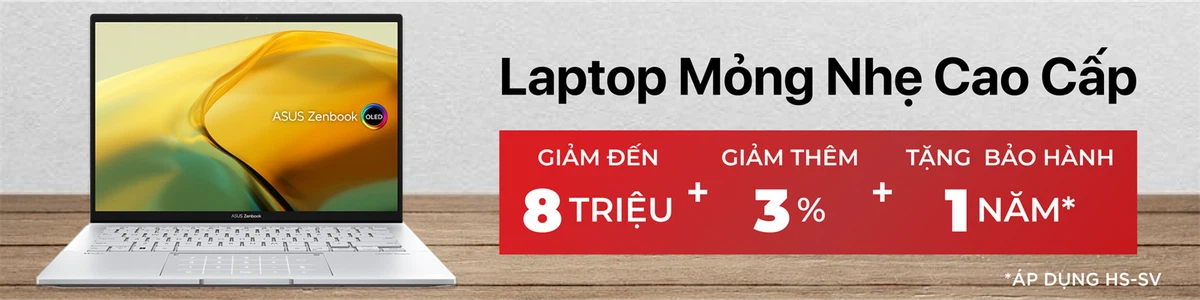 ASUS Zenbook OLED
ASUS Zenbook
Laptop Mỏng Nhẹ Cao Cấp
GIẢM ĐẾN
8 TRIỆU
+
GIẢM THÊM
3 %
+
TẶNG BẢO HÀNH
1 NĂM*
*ÁP DỤNG HS-SV